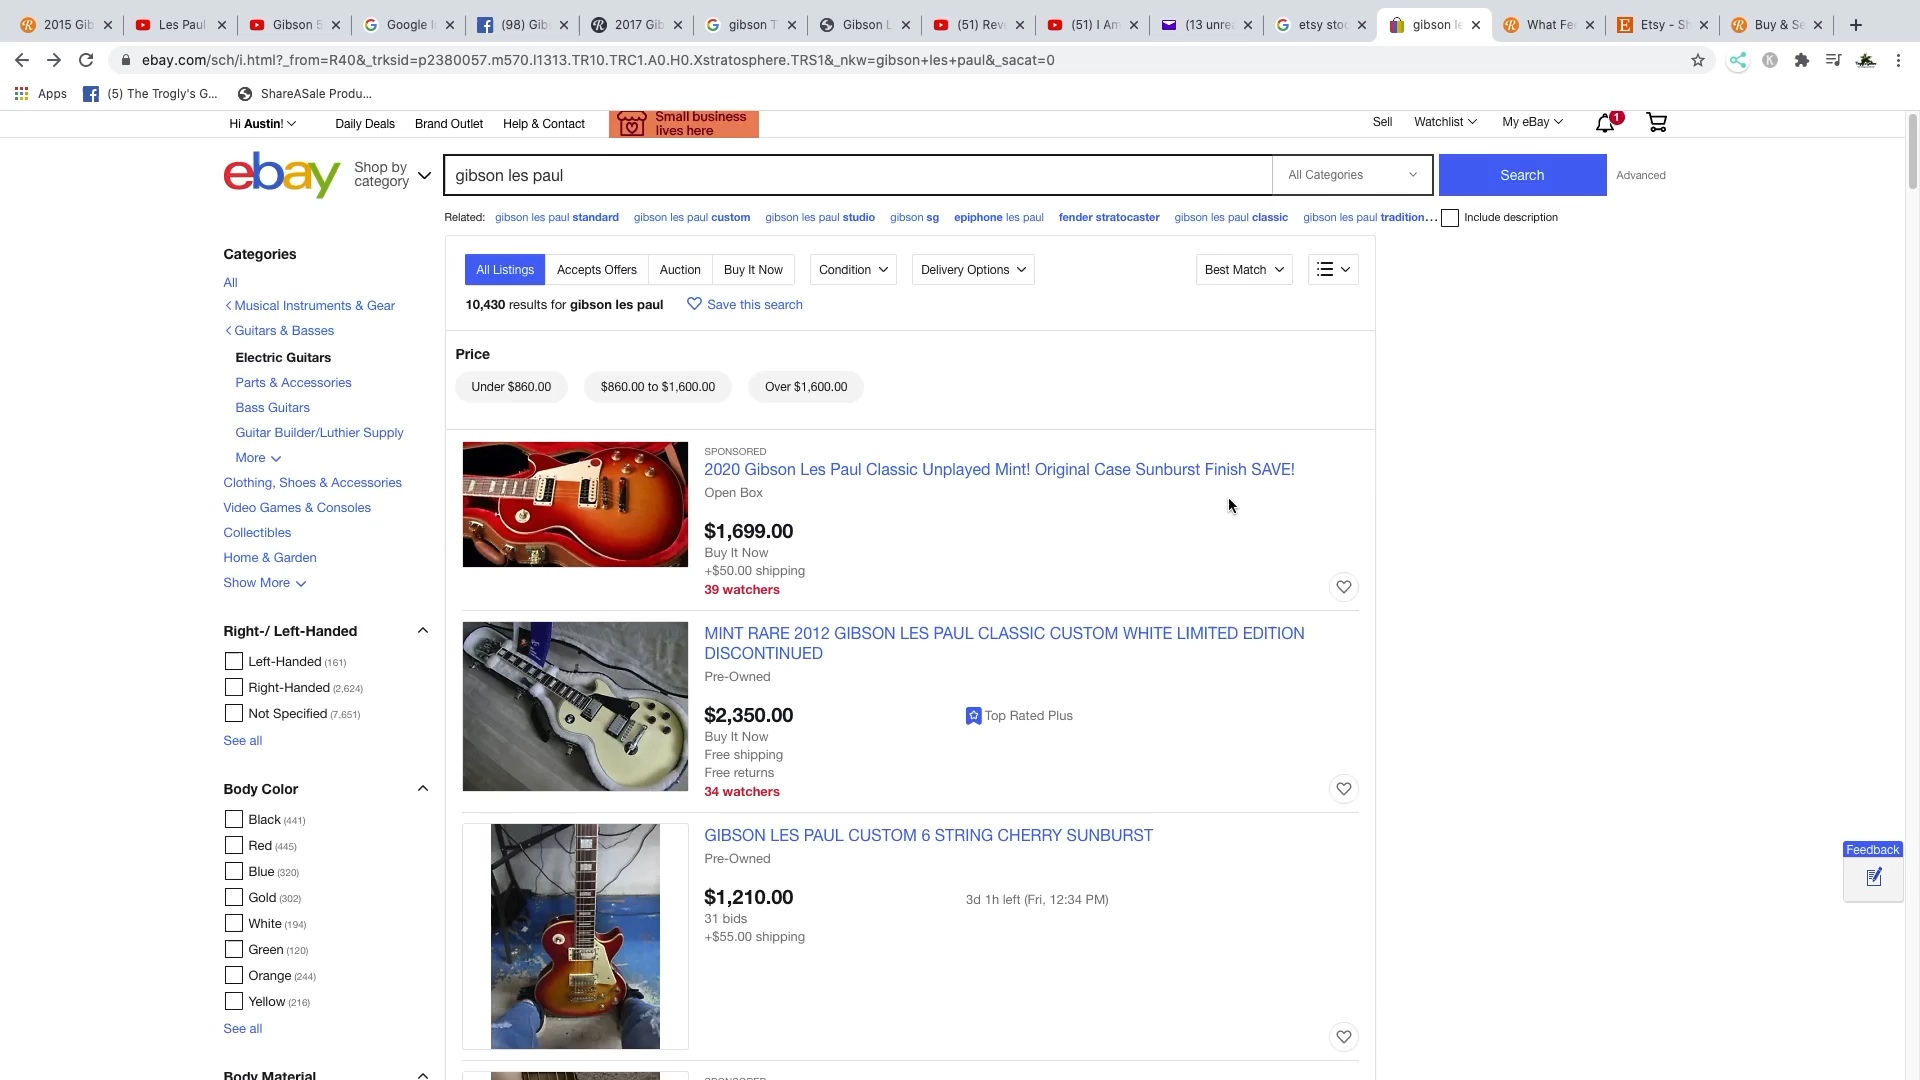 2015 Gib
Les Paul
Gibson 5
Google I
(98) Gib
2017 Gib
gibson T
Gibson L
(51) Rev
(51) I Am
(13 unre
etsy stoc
gibson le
What Fe
Etsy - Sh
Buy & Se
ebay.com/sch/i.html?_from=R40&_trksid=p2380057.m570.l1313.TR10.TRC1.A0.H0.Xstratosphere.TRS1&_nkw=gibson+les+paul&_sacat=0
K
Apps
(5) The Trogly's G...
ShareASale Produ...
Hi Austin!
Daily Deals
Brand Outlet
Help & Contact
Small business
lives here
Sell
Watchlist
My eBay
1
ebay
Shop by
category
gibson les paul
All Categories
Search
Advanced
Related:
gibson les paul standard
gibson les paul custom
gibson les paul studio
gibson sg
epiphone les paul
fender stratocaster
gibson les paul classic
gibson les paul tradition...
Include description
Categories
All
Musical Instruments & Gear
Guitars & Basses
Electric Guitars
Parts & Accessories
Bass Guitars
Guitar Builder/Luthier Supply
More
Clothing, Shoes & Accessories
Video Games & Consoles
Collectibles
Home & Garden
Show More
Right-/ Left-Handed
Left-Handed (161)
Right-Handed (2,624)
Not Specified (7,651)
See all
Body Color
Black (441)
Red (445)
Blue (320)
Gold (302)
White (194)
Green (120)
Orange (244)
Yellow (216)
See all
Body Material
All Listings
Accepts Offers
Auction
Buy It Now
Condition
Delivery Options
Best Match
10,430 results for gibson les paul
Save this search
Price
Under $860.00
$860.00 to $1,600.00
Over $1,600.00
SPONSORED
2020 Gibson Les Paul Classic Unplayed Mint! Original Case Sunburst Finish SAVE!
Open Box
$1,699.00
Buy It Now
+$50.00 shipping
39 watchers
MINT RARE 2012 GIBSON LES PAUL CLASSIC CUSTOM WHITE LIMITED EDITION
DISCONTINUED
Pre-Owned
$2,350.00
Top Rated Plus
Buy It Now
Free shipping
Free returns
34 watchers
GIBSON LES PAUL CUSTOM 6 STRING CHERRY SUNBURST
Pre-Owned
$1,210.00
3d 1h left (Fri, 12:34 PM)
31 bids
+$55.00 shipping
SPONSORED
Feedback